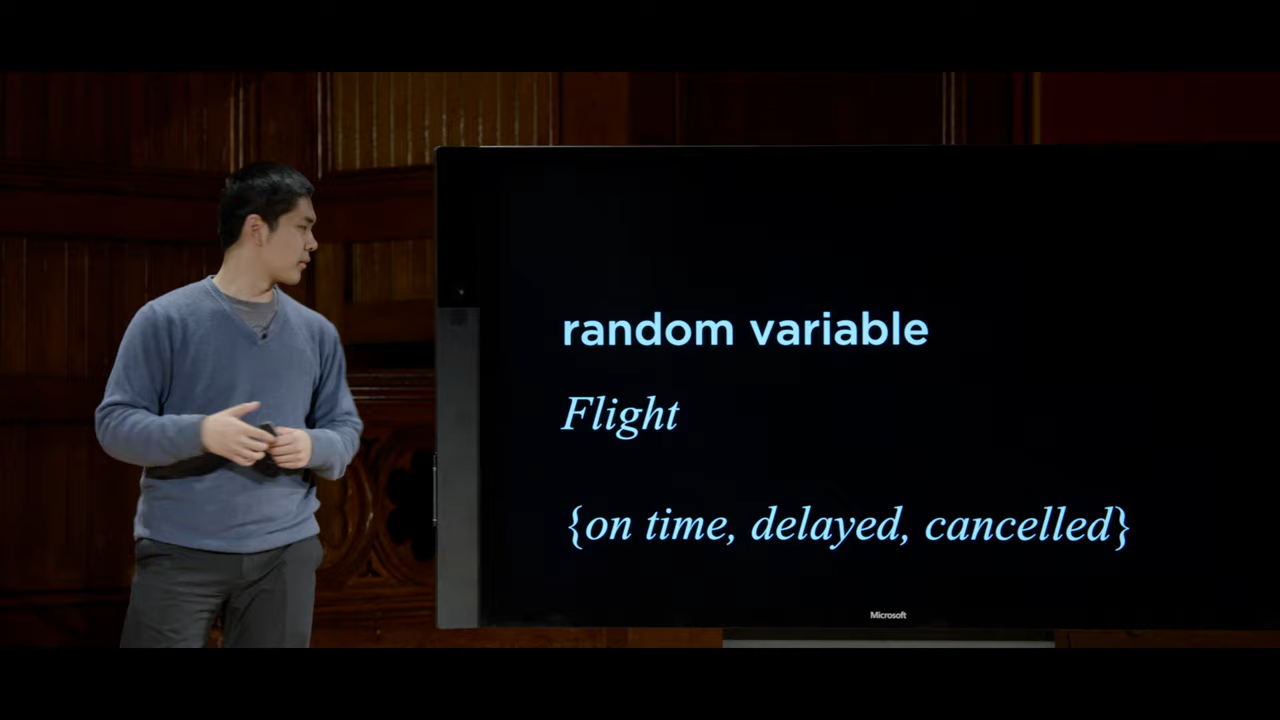 random variable
Flight
{on time, delayed, cancelled}
Microsoft